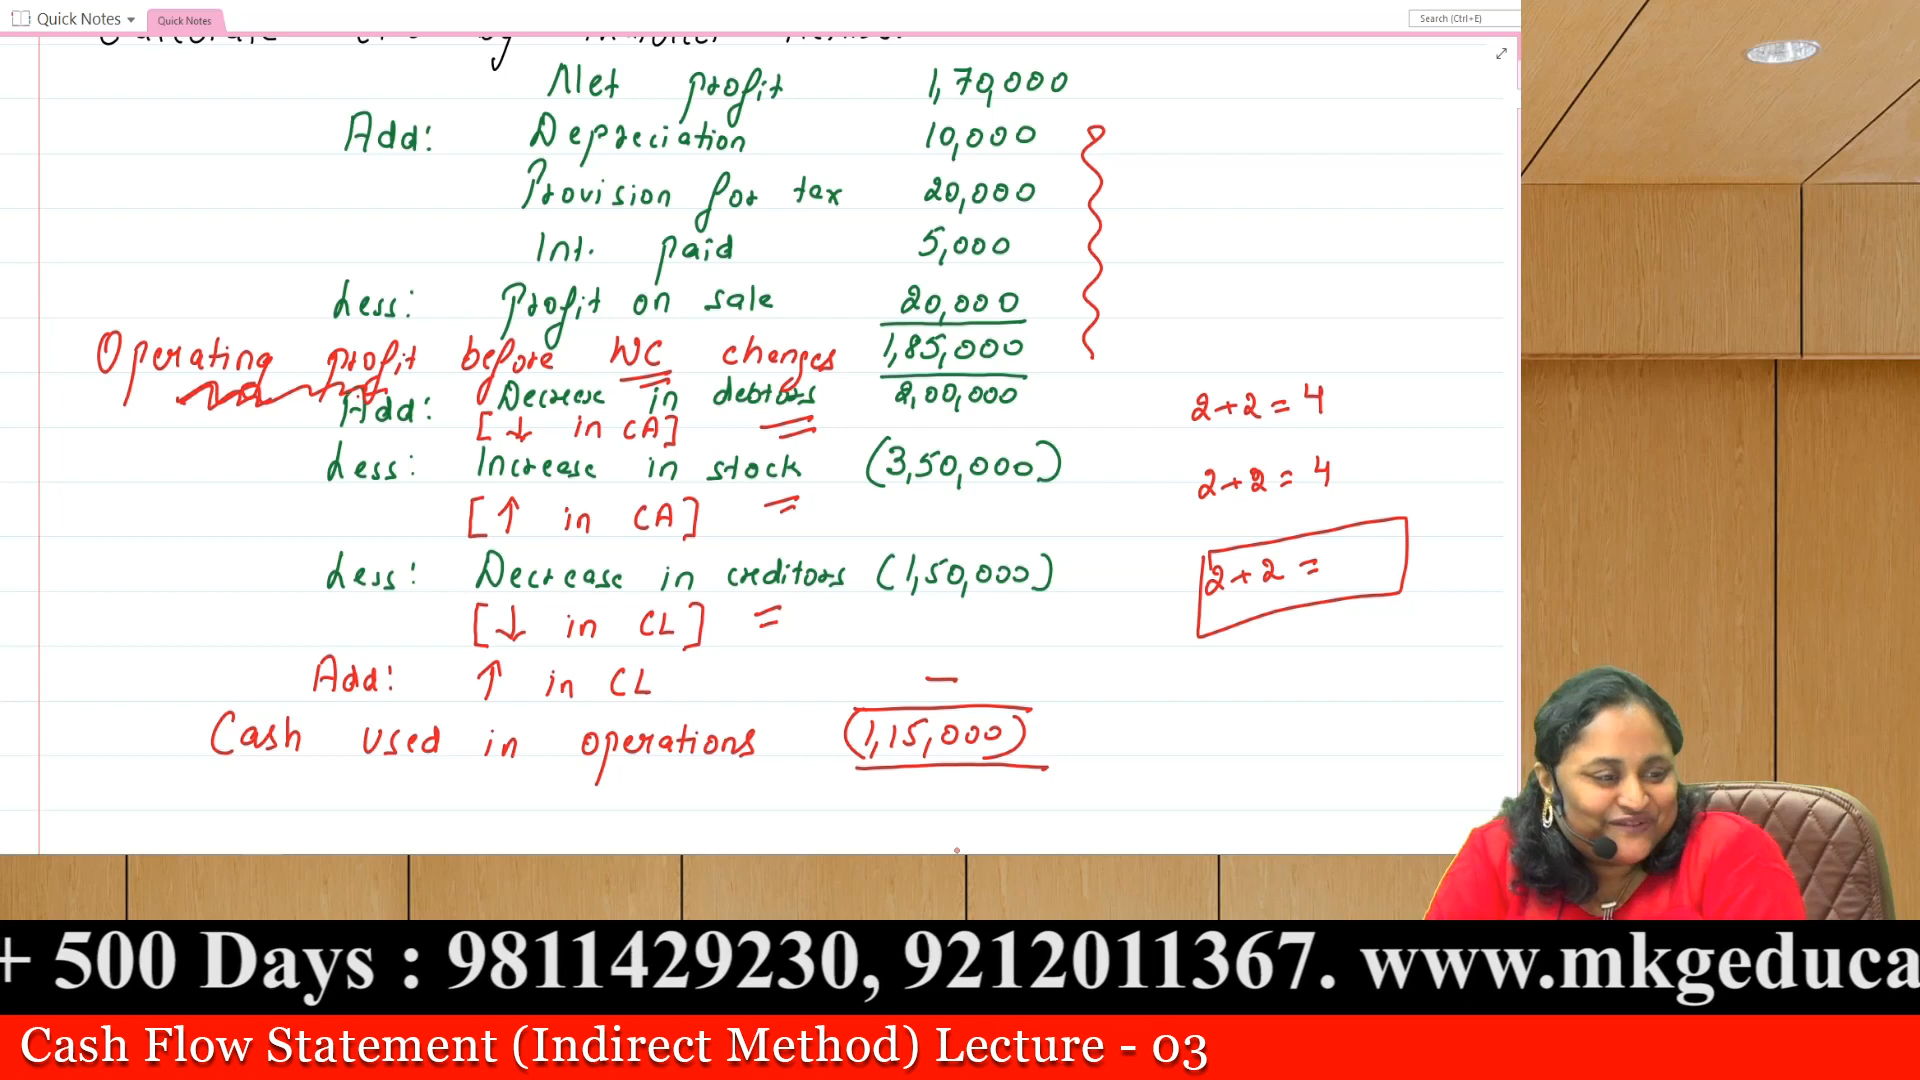 Quick Notes
Quick Notes
Search (Ctrl+E)
by
Net profit 1,70,000
Add: Depreciation 10,000
Provision for tax 20,000
Int. paid 5,000
Less: Profit on sale 20,000
Operating profit before WC changes 1,85,000
Add: Decrease in debtors 2,00,000
[↓ in CA]
Less: Increase in stock (3,50,000)
[↑ in CA]
Less: Decrease in creditors (1,50,000)
[↓ in CL]
Add: ↑ in CL —
Cash used in operations (1,15,000)
2+2=4
2+2=4
2+2=
+ 500 Days : 9811429230, 9212011367. www.mkgeduca
Cash Flow Statement (Indirect Method) Lecture - 03